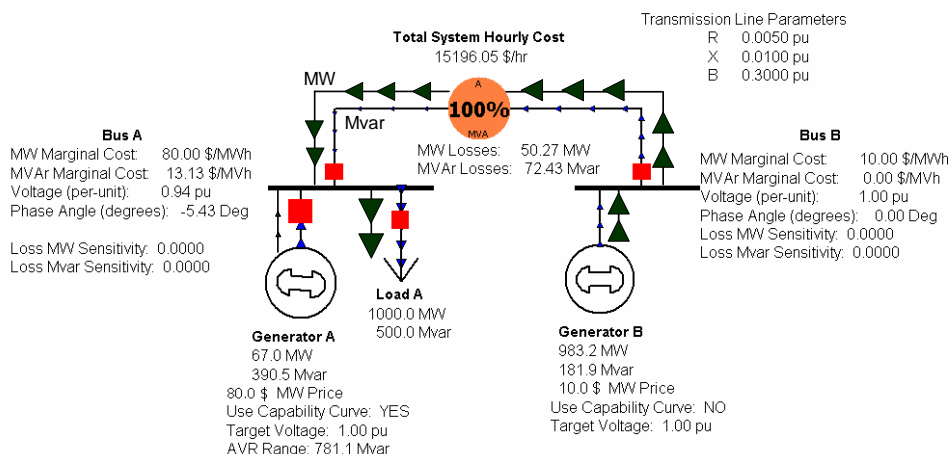 Transmission Line Parameters
R 0.0050 pu
X 0.0100 pu
B 0.3000 pu
Total System Hourly Cost
15196.05 $/hr
MW
A
100%
MVA
Mvar
MW Losses: 50.27 MW
MVAr Losses: 72.43 Mvar
Bus A
MW Marginal Cost: 80.00 $/MWh
MVAr Marginal Cost: 13.13 $/MVh
Voltage (per-unit): 0.94 pu
Phase Angle (degrees): -5.43 Deg
Loss MW Sensitivity: 0.0000
Loss Mvar Sensitivity: 0.0000
Bus B
MW Marginal Cost: 10.00 $/MWh
MVAr Marginal Cost: 0.00 $/MVh
Voltage (per-unit): 1.00 pu
Phase Angle (degrees): 0.00 Deg
Loss MW Sensitivity: 0.0000
Loss Mvar Sensitivity: 0.0000
Load A
1000.0 MW
500.0 Mvar
Generator A
67.0 MW
390.5 Mvar
80.0 $ MW Price
Use Capability Curve: YES
Target Voltage: 1.00 pu
AVR Range: 781.1 Mvar
Generator B
983.2 MW
181.9 Mvar
10.0 $ MW Price
Use Capability Curve: NO
Target Voltage: 1.00 pu